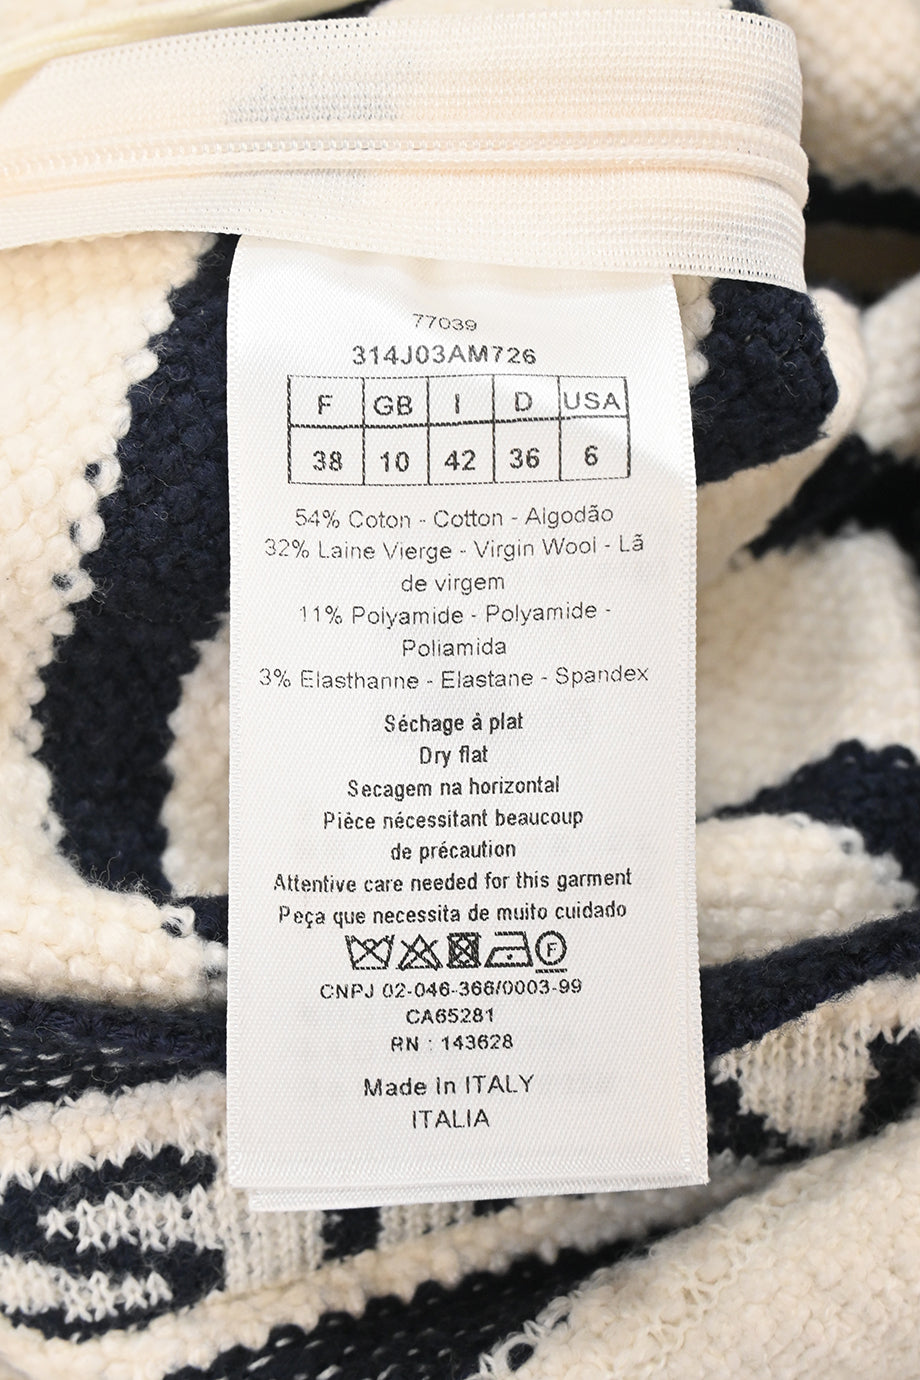 77039
314J03AM726
F GB I D USA
38 10 42 36 6
54% Coton - Cotton - Algodão
32% Laine Vierge - Virgin Wool - Lã
de virgem
11% Polyamide - Polyamide -
Poliamida
3% Elasthanne - Elastane - Spandex
Séchage à plat
Dry flat
Secagem na horizontal
Pièce nécessitant beaucoup
de précaution
Attentive care needed for this garment
Peça que necessita de muito cuidado
F
CNPJ 02-046-366/0003-99
CA65281
RN : 143628
Made In ITALY
ITALIA